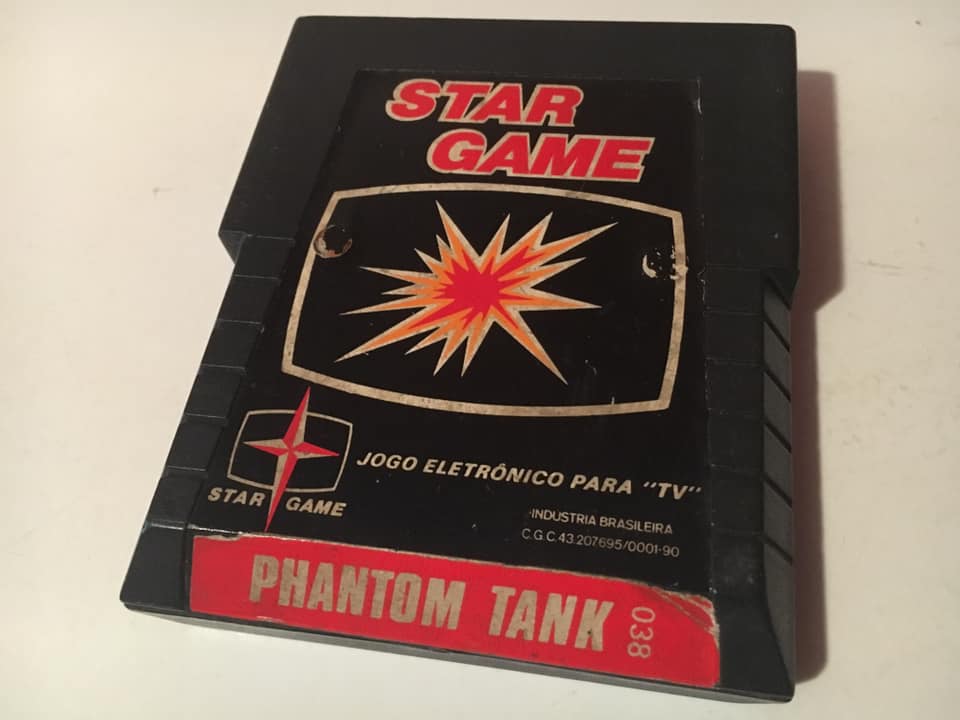 STAR
GAME
STAR GAME
JOGO ELETRÔNICO PARA "TV"
INDUSTRIA BRASILEIRA
C.G.C. 43.207695/0001-90
PHANTOM TANK 038